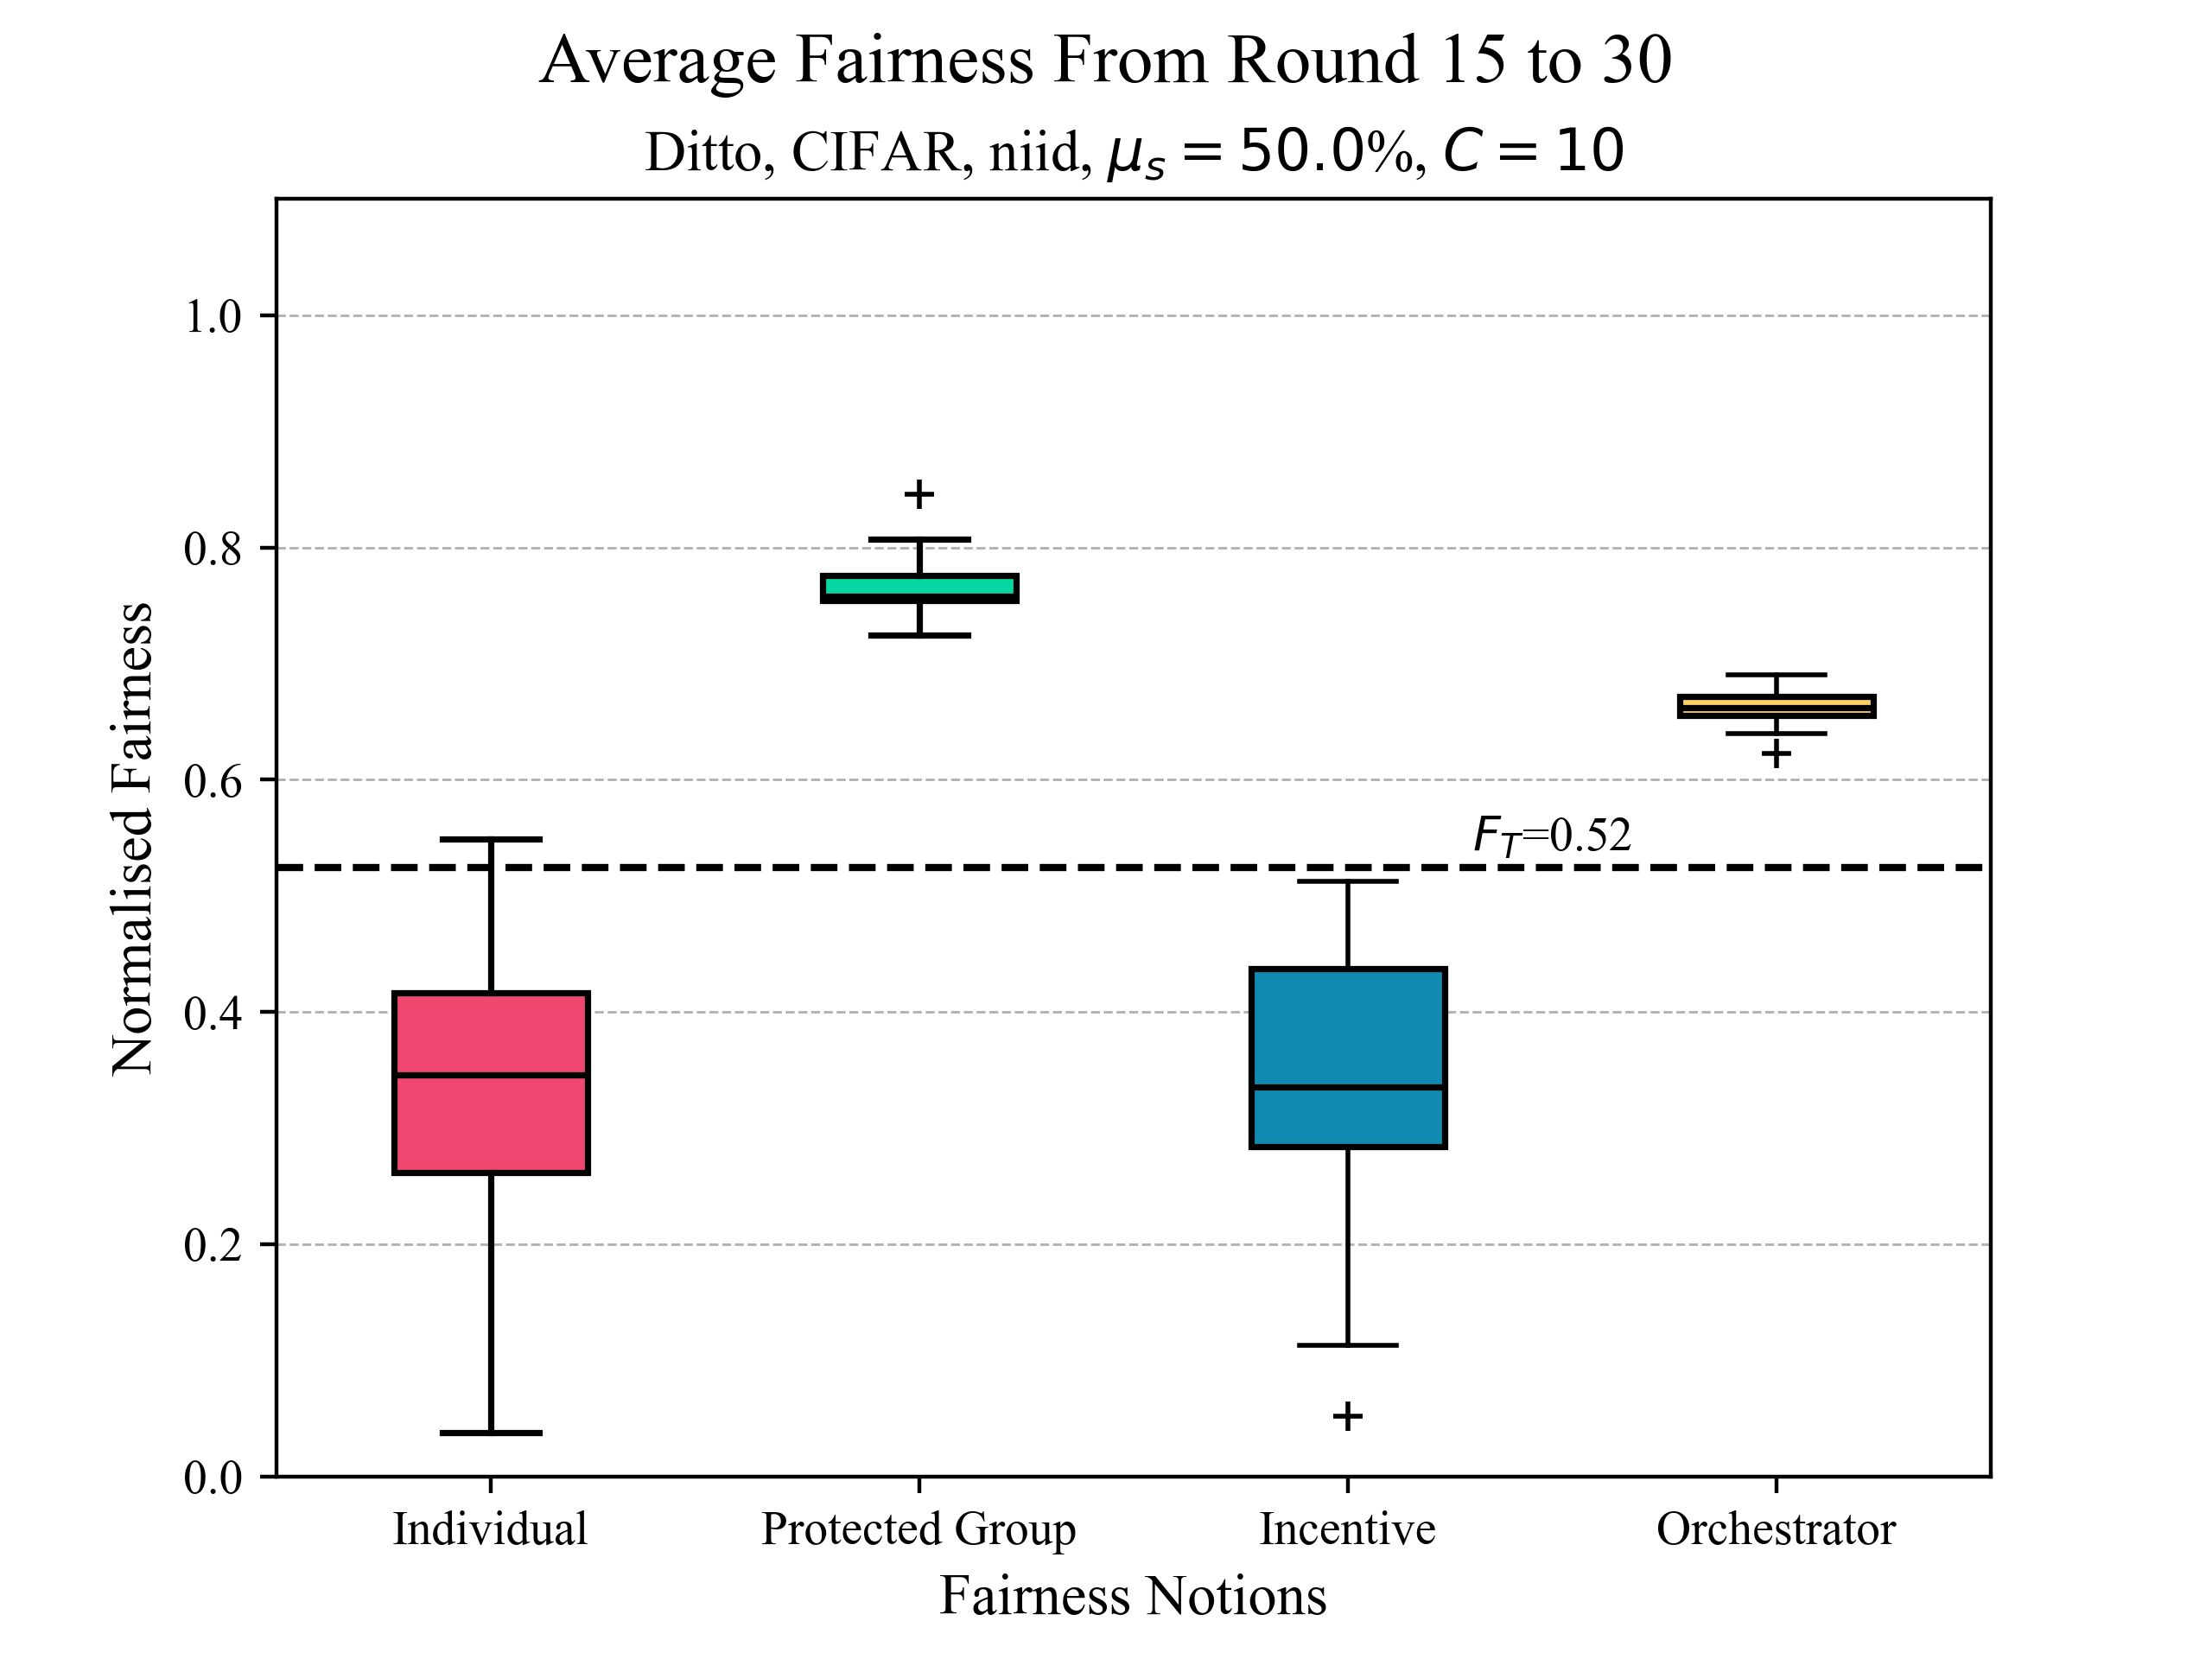 Average Fairness From Round 15 to 30
Ditto, CIFAR, niid, μₛ = 50.0%, C = 10
Normalised Fairness
1.0
0.8
0.6
0.4
0.2
0.0
F_T=0.52
Individual
Protected Group
Incentive
Orchestrator
Fairness Notions